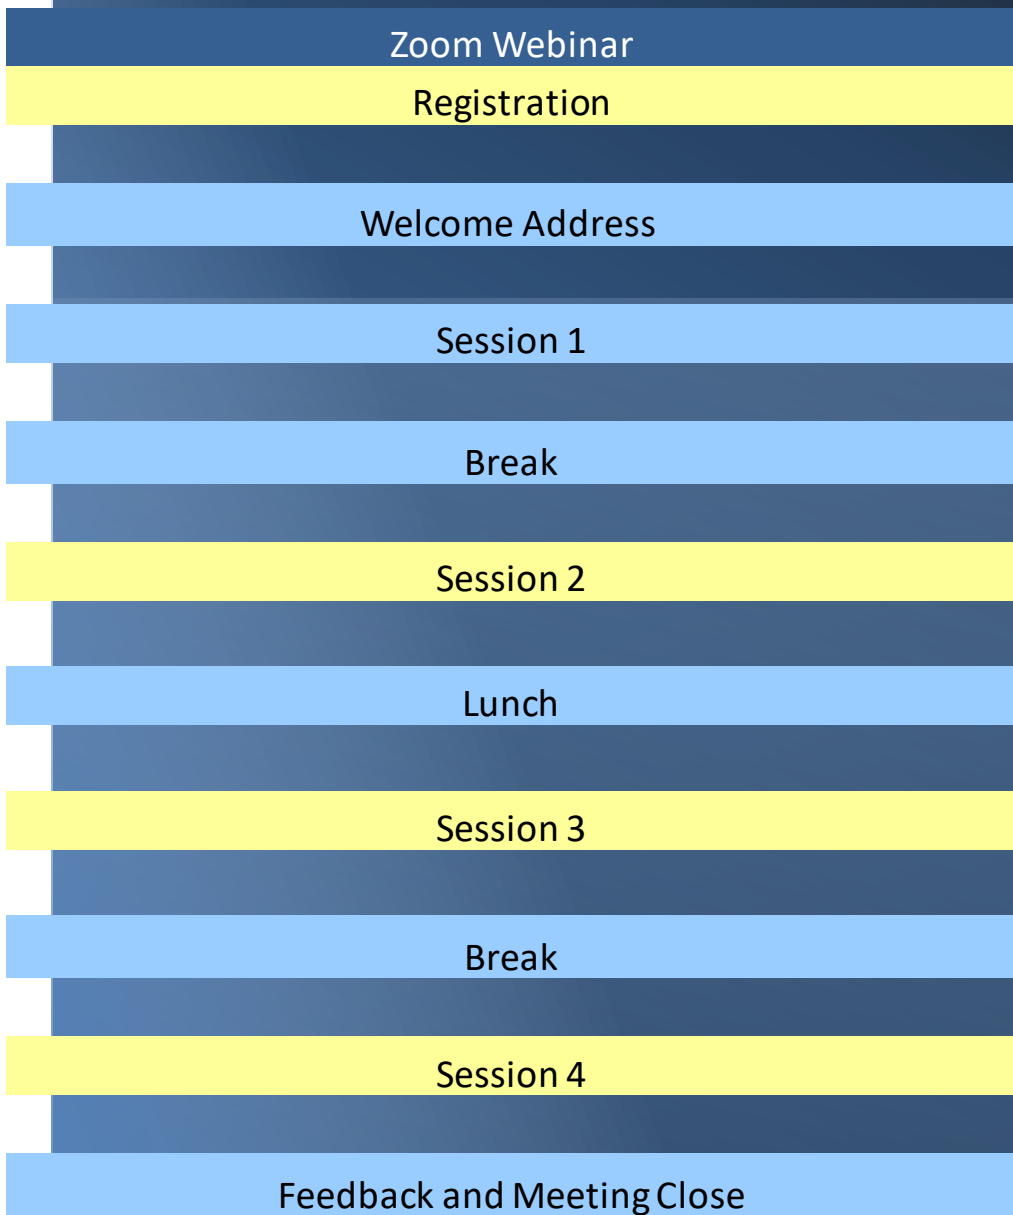 Zoom Webinar
Registration
Welcome Address
Session 1
Break
Session 2
Lunch
Session 3
Break
Session 4
Feedback and Meeting Close